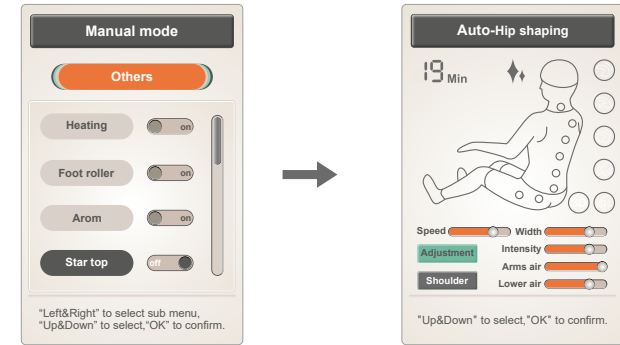 Manual mode
Others
Heating on
Foot roller on
Arom on
Star top off
"Left&Right" to select sub menu,
"Up&Down" to select,"OK" to confirm.
Auto-Hip shaping
19 Min
Speed Width
Adjustment Intensity
Arms air
Shoulder Lower air
"Up&Down" to select,"OK" to confirm.